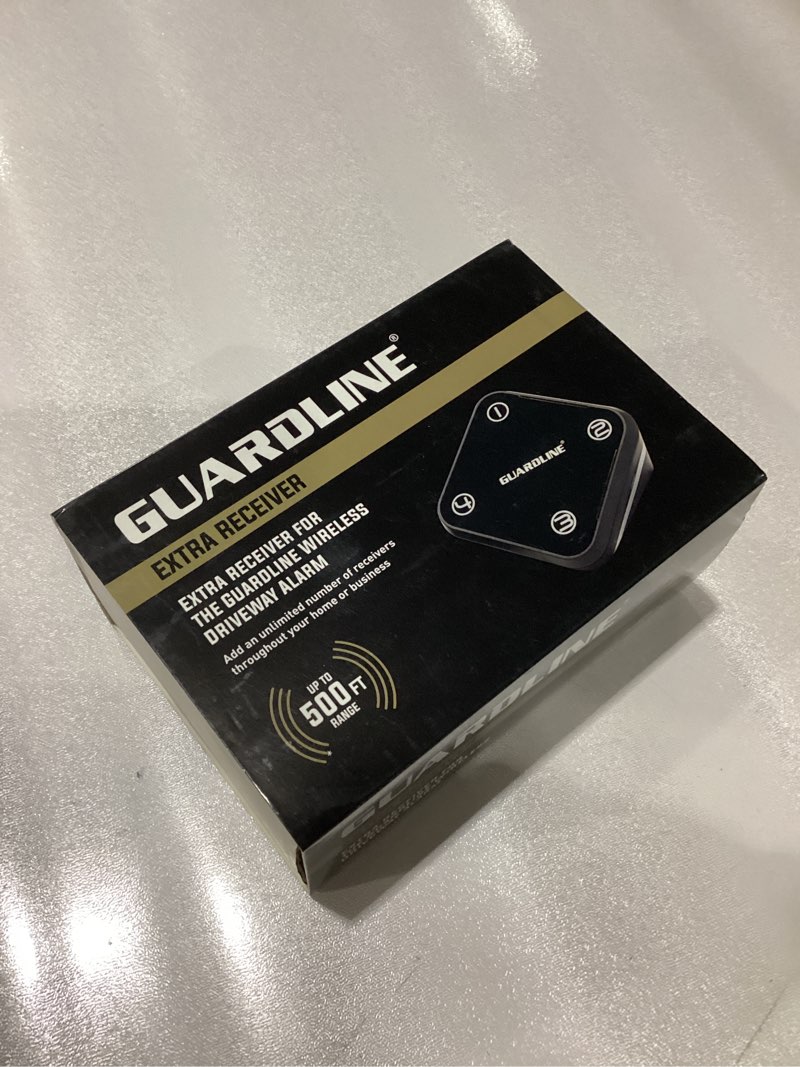 GUARDLINE®
EXTRA RECEIVER
EXTRA RECEIVER FOR
THE GUARDLINE WIRELESS
DRIVEWAY ALARM
Add an unlimited number of receivers
throughout your home or business
UP TO
500 FT
RANGE
*
1
2
GUARDLINE®
4
3
GUARDLINE